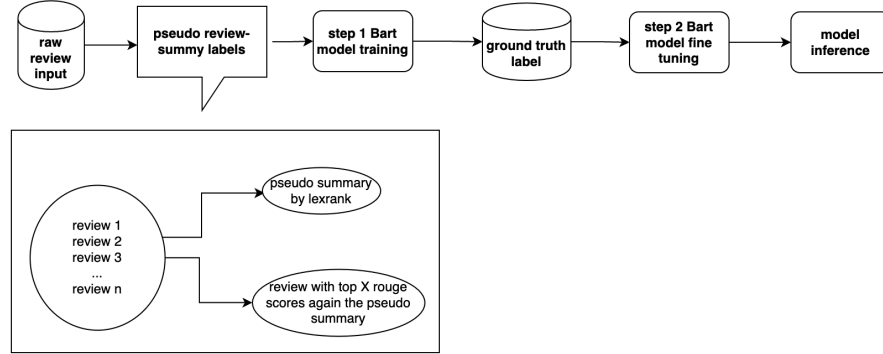 raw
review
input
pseudo review-
summy labels
step 1 Bart
model training
ground truth
label
step 2 Bart
model fine
tuning
model
inference
review 1
review 2
review 3
...
review n
pseudo summary
by lexrank
review with top X rouge
scores again the pseudo
summary